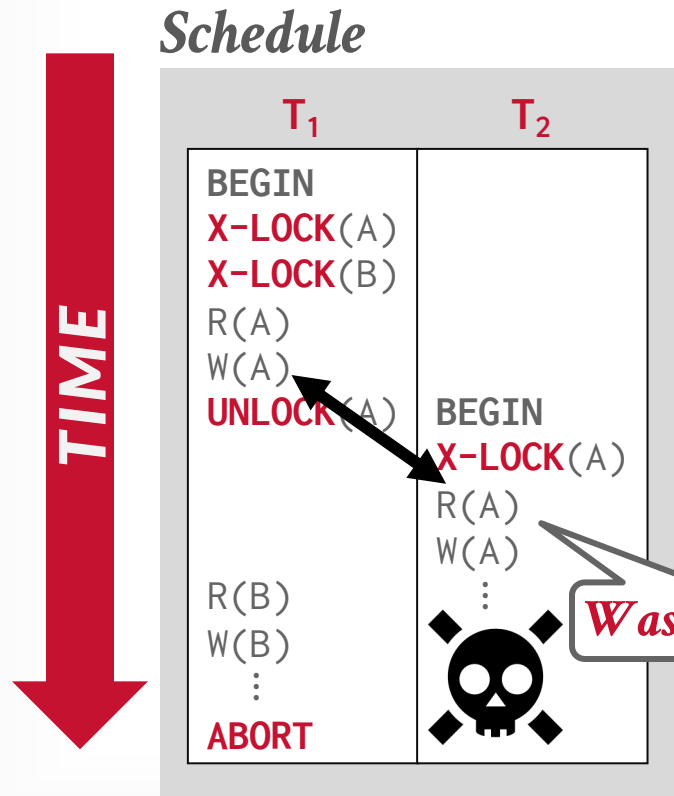 Schedule
TIME
T₁
T₂
BEGIN
X-LOCK(A)
X-LOCK(B)
R(A)
W(A)
UNLOCK(A)
R(B)
W(B)
⋮
ABORT
BEGIN
X-LOCK(A)
R(A)
W(A)
⋮